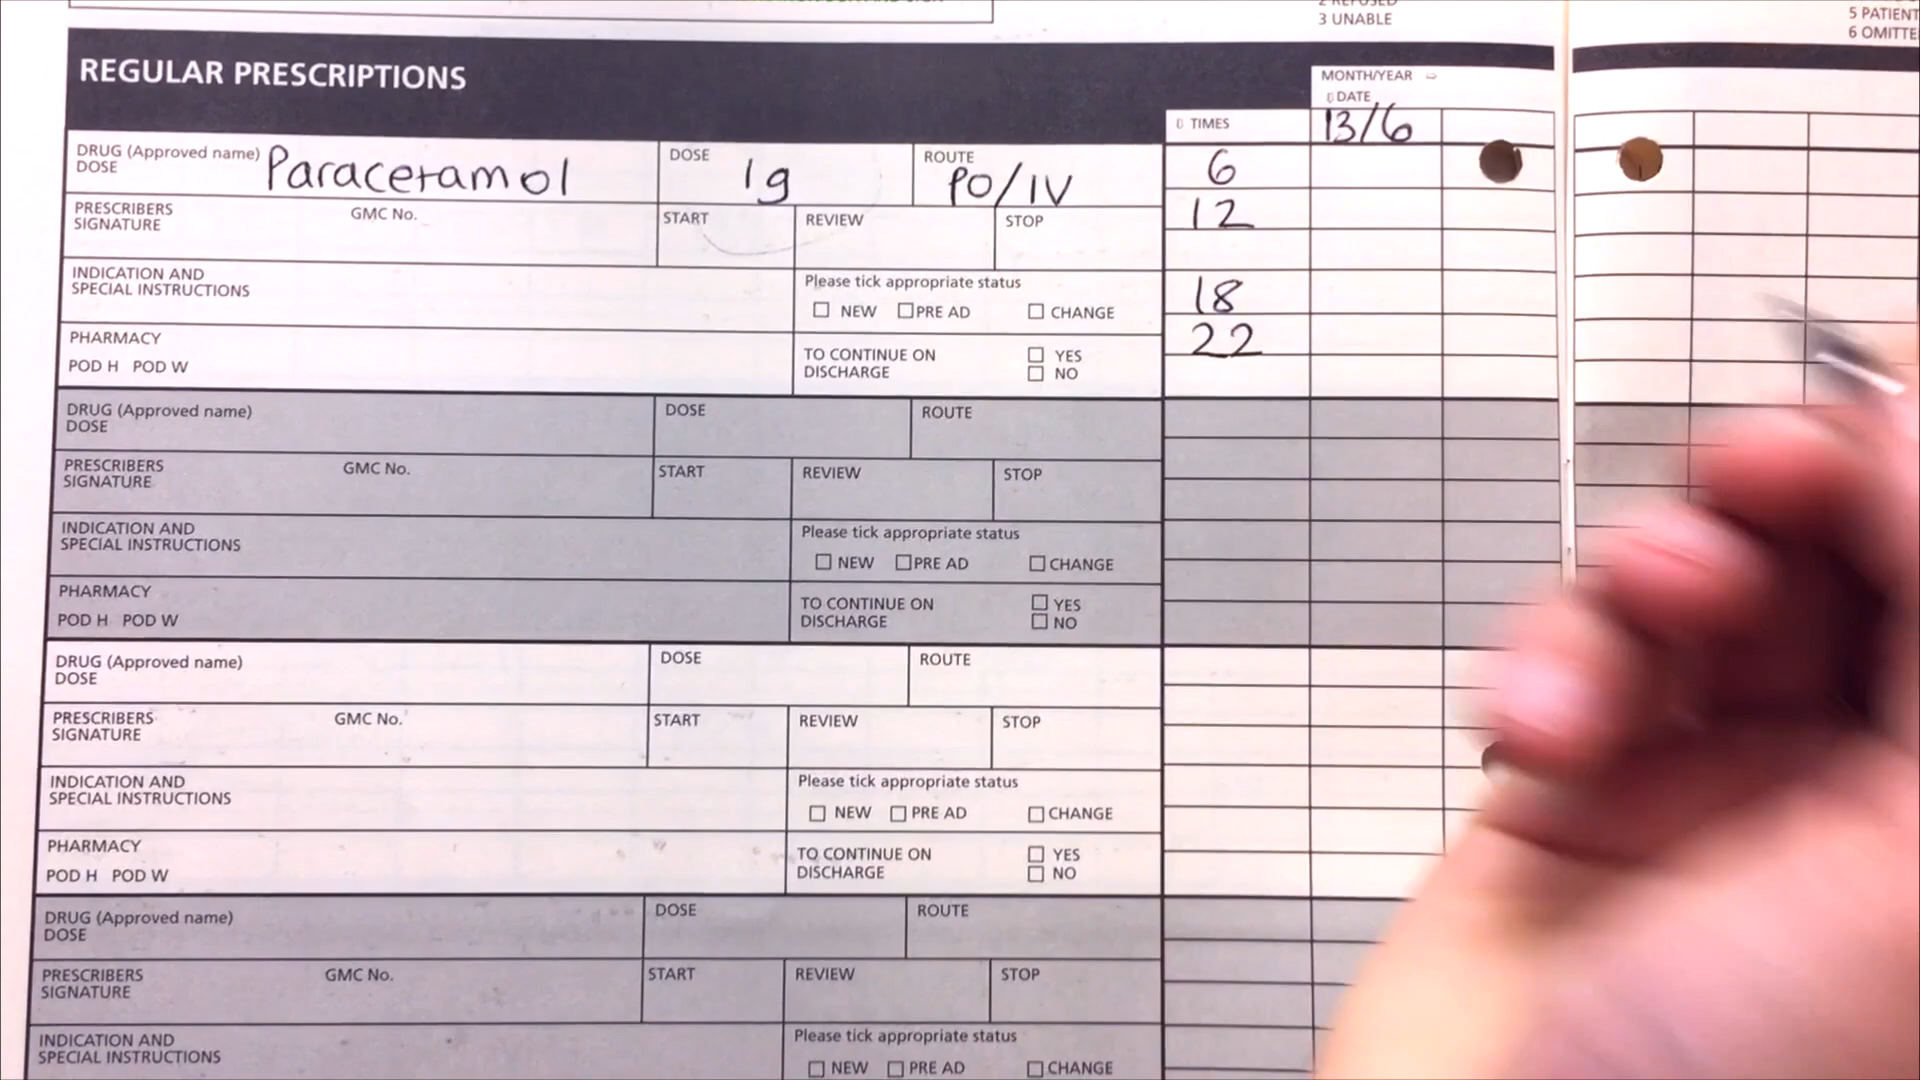 3 UNABLE
5 PATIENT
6 OMITTE
REGULAR PRESCRIPTIONS
MONTH/YEAR
DATE
TIMES 13/6
DRUG (Approved name) Paracetamol DOSE 1g ROUTE PO/IV 6
DOSE
PRESCRIBERS GMC No. START REVIEW STOP 12
SIGNATURE
INDICATION AND Please tick appropriate status 18
SPECIAL INSTRUCTIONS NEW PRE AD CHANGE
PHARMACY TO CONTINUE ON YES 22
POD H POD W DISCHARGE NO
DRUG (Approved name) DOSE ROUTE
DOSE
PRESCRIBERS GMC No. START REVIEW STOP
SIGNATURE
INDICATION AND Please tick appropriate status
SPECIAL INSTRUCTIONS NEW PRE AD CHANGE
PHARMACY TO CONTINUE ON YES
POD H POD W DISCHARGE NO
DRUG (Approved name) DOSE ROUTE
DOSE
PRESCRIBERS GMC No. START REVIEW STOP
SIGNATURE
INDICATION AND Please tick appropriate status
SPECIAL INSTRUCTIONS NEW PRE AD CHANGE
PHARMACY TO CONTINUE ON YES
POD H POD W DISCHARGE NO
DRUG (Approved name) DOSE ROUTE
DOSE
PRESCRIBERS GMC No. START REVIEW STOP
SIGNATURE
INDICATION AND Please tick appropriate status
SPECIAL INSTRUCTIONS NEW PRE AD CHANGE